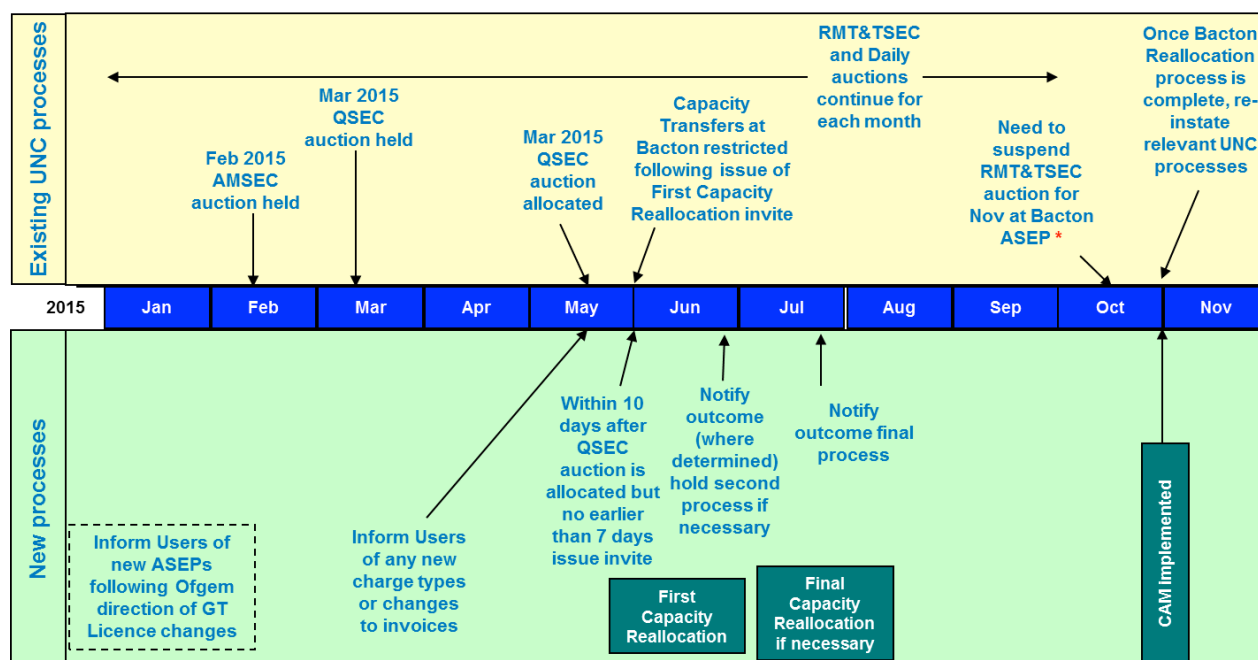 Existing UNC processes
RMT&TSEC
and Daily
auctions
continue for
each month
Once Bacton
Reallocation
process is
complete, re-
instate
relevant UNC
processes
Mar 2015
QSEC
auction held
Capacity
Transfers at
Bacton restricted
following issue of
First Capacity
Reallocation invite
Need to
suspend
RMT&TSEC
auction for
Nov at Bacton
ASEP *
Feb 2015
AMSEC
auction held
Mar 2015
QSEC
auction
allocated
2015
Jan
Feb
Mar
Apr
May
Jun
Jul
Aug
Sep
Oct
Nov
New processes
Inform Users of
new ASEPs
following Ofgem
direction of GT
Licence changes
Inform Users
of any new
charge types
or changes
to invoices
Within 10
days after
QSEC
auction is
allocated but
no earlier
than 7 days
issue invite
Notify
outcome
(where
determined)
hold second
process if
necessary
Notify
outcome final
process
First
Capacity
Reallocation
Final
Capacity
Reallocation
if necessary
CAM Implemented